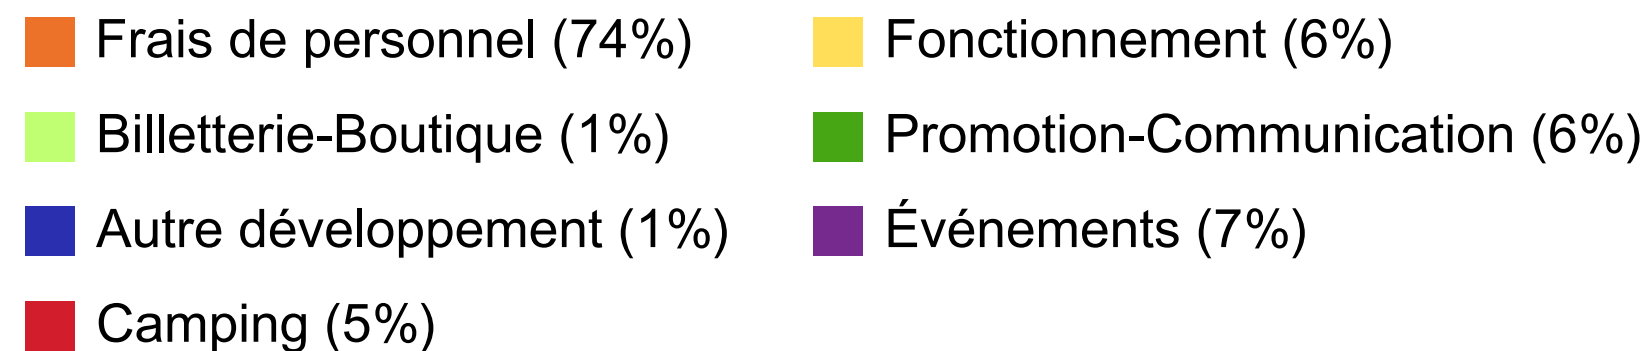 Frais de personnel (74%)
Fonctionnement (6%)
Billetterie-Boutique (1%)
Promotion-Communication (6%)
Autre développement (1%)
Événements (7%)
Camping (5%)